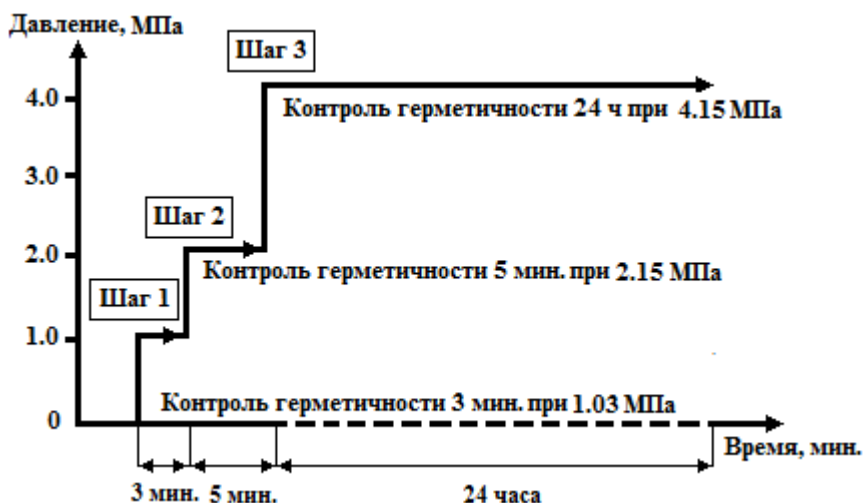 Давление, МПа
Шаг 3
4.0
Контроль герметичности 24 ч при 4.15 МПа
3.0
Шаг 2
2.0
Контроль герметичности 5 мин. при 2.15 МПа
Шаг 1
1.0
Контроль герметичности 3 мин. при 1.03 МПа
0
Время, мин.
3 мин. 5 мин. 24 часа